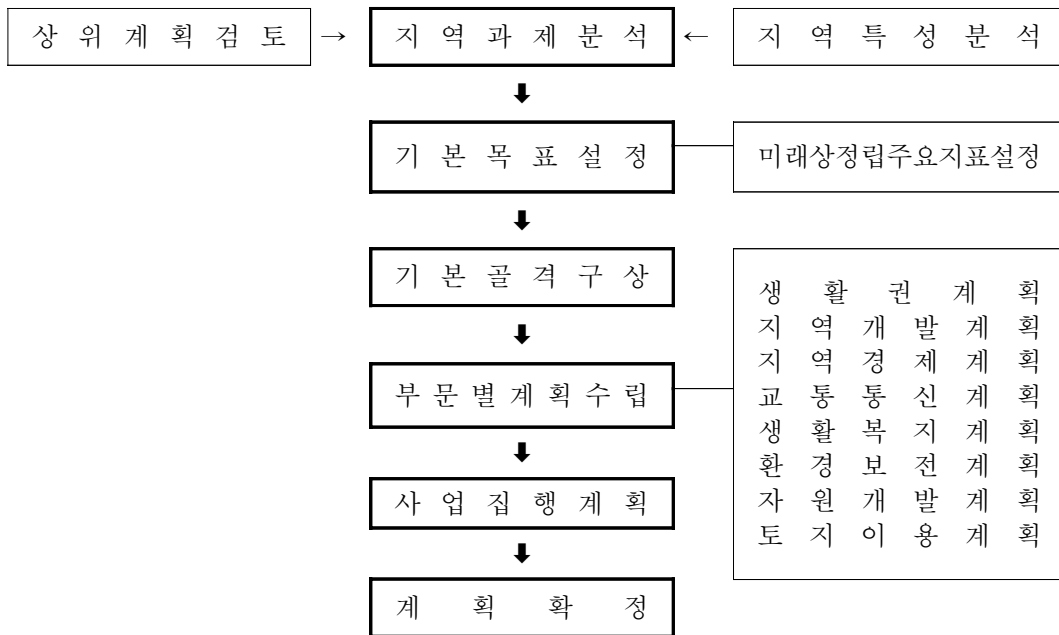 상위계획검토 → 지역과제분석 ← 지역특성분석
기본목표설정
미래상정립주요지표설정
기본골격구상
부문별계획수립
생활권계획
지역개발계획
지역경제계획
교통통신계획
생활복지계획
환경보전계획
자원개발계획
토지이용계획
사업집행계획
계획확정